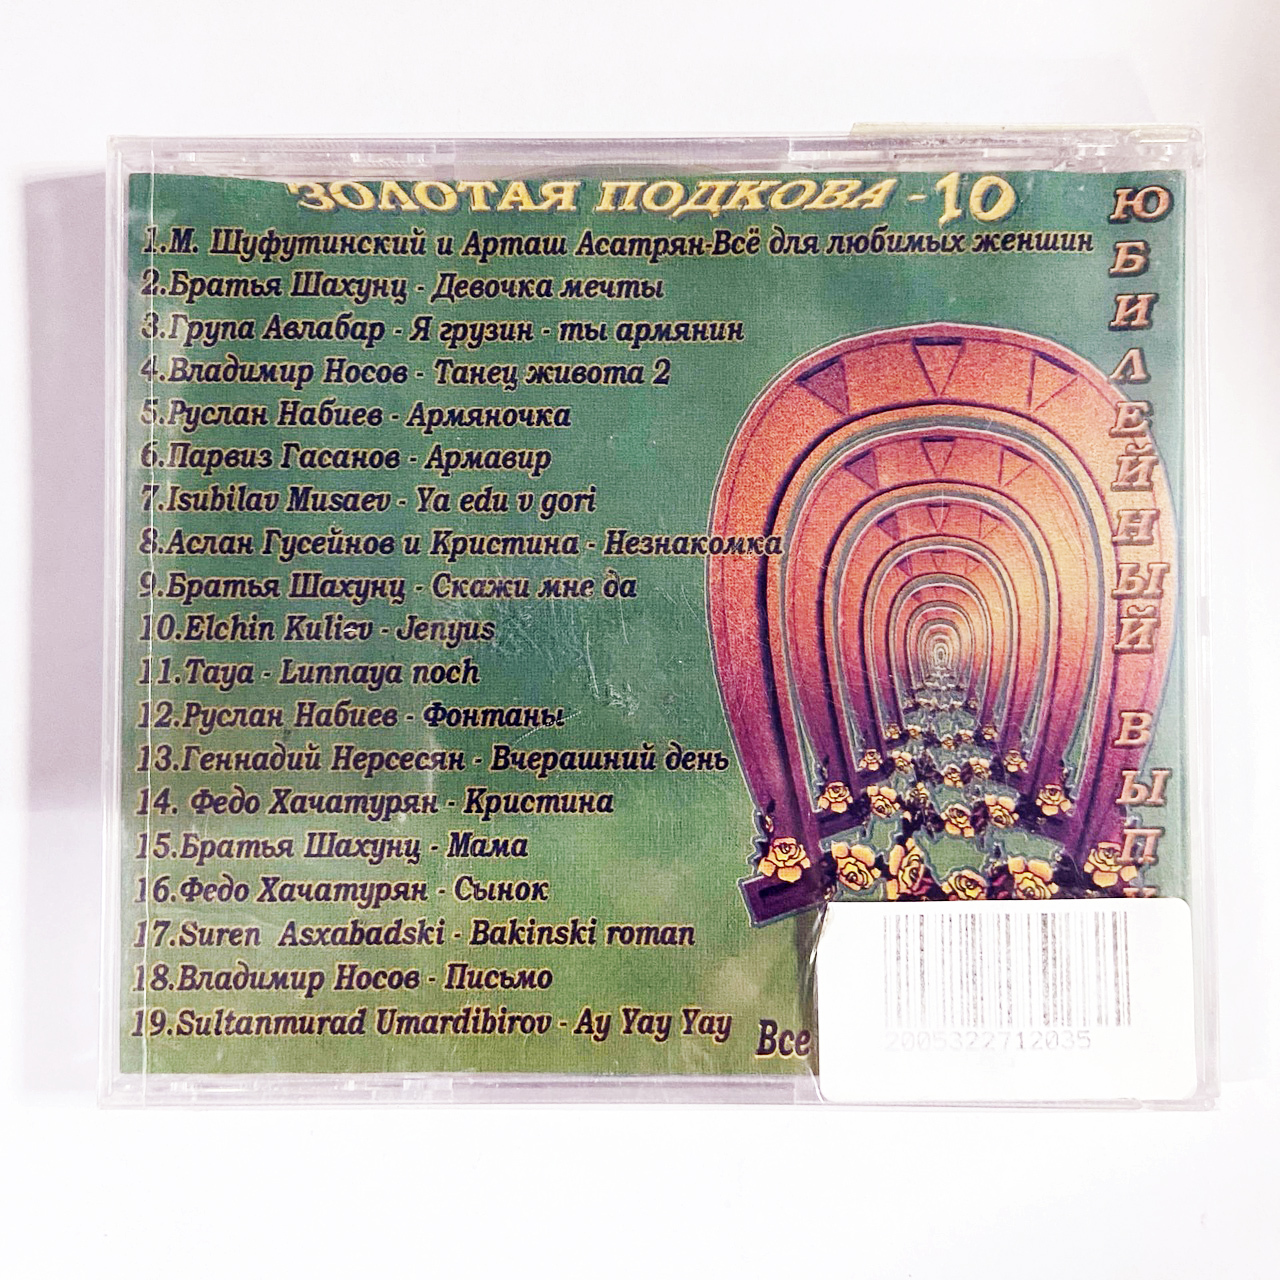 ЗОЛОТАЯ ПОДКОВА - 10
1.М. Шуфутинский и Арташ Асатрян-Всё для любимых женшин
2.Братья Шахунц - Девочка мечты
3.Група Авлабар - Я грузин - ты армянин
4.Владимир Носов - Танец живота 2
5.Руслан Набиев - Армяночка
6.Парвиз Гасанов - Армавир
7.Isubilav Musaev - Ya edu v gori
8.Аслан Гусейнов и Кристина - Незнакомка
9.Братья Шахунц - Скажи мне да
10.Elchin Kuliev - Jenyus
11.Taya - Lunnaya noch
12.Руслан Набиев - Фонтаны
13.Геннадий Нерсесян - Вчерашний день
14. Федо Хачатурян - Кристина
15.Братья Шахунц - Мама
16.Федо Хачатурян - Сынок
17.Suren Asxabadski - Bakinski roman
18.Владимир Носов - Письмо
19.Sultanmurad Umardibirov - Ay Yay Yay
Все
ЮБИЛЕЙНЫЙ ВЫП
2005322712035